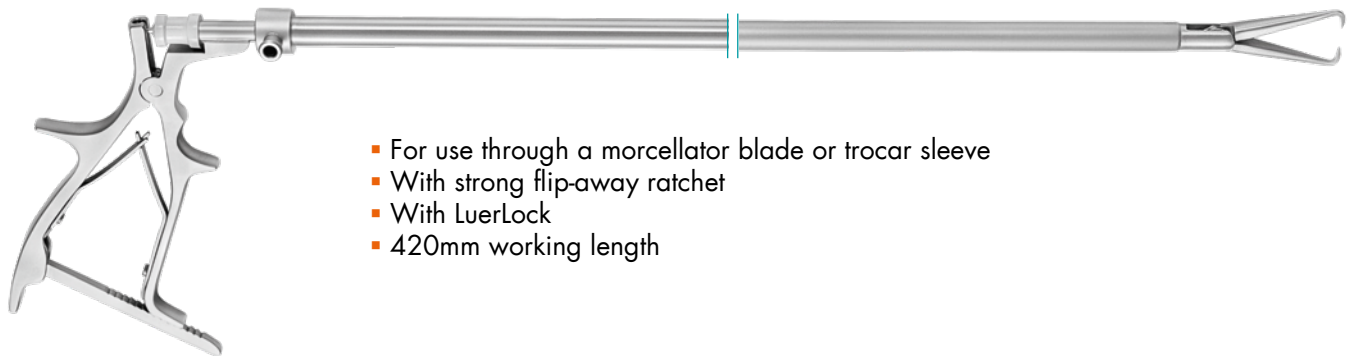 ▪ For use through a morcellator blade or trocar sleeve
▪ With strong flip-away ratchet
▪ With LuerLock
▪ 420mm working length